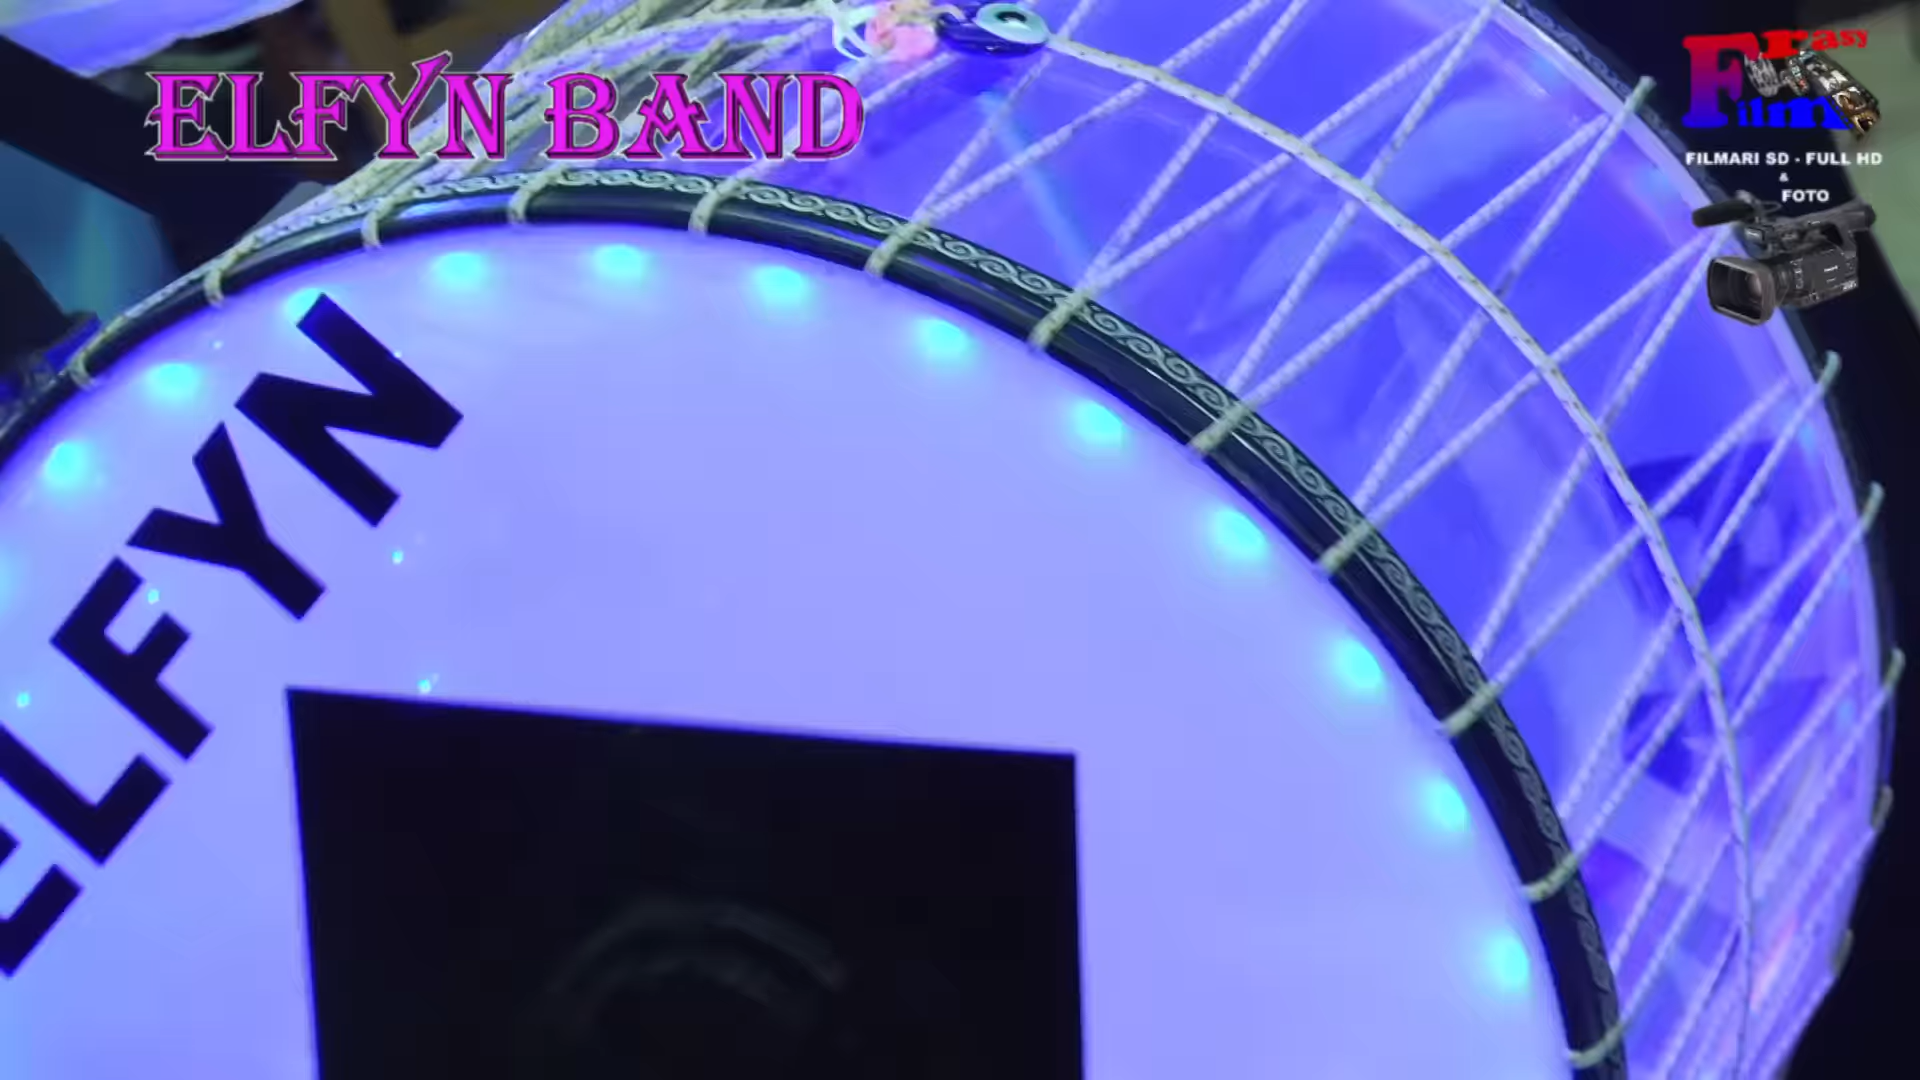 ELFYN BAND
Frasy
Film
FILMARI SD - FULL HD
&
FOTO
ELFYN